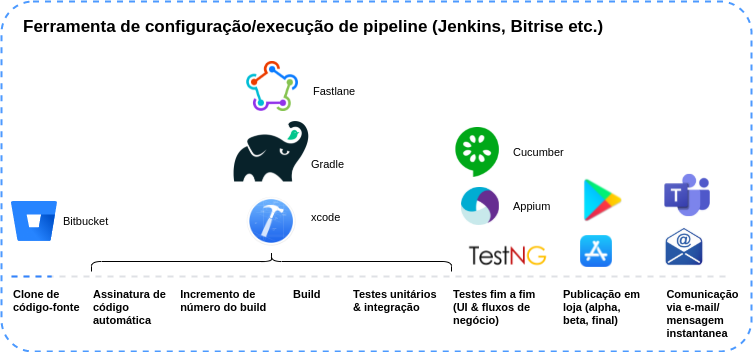 Ferramenta de configuração/execução de pipeline (Jenkins, Bitrise etc.)
Fastlane
Gradle
xcode
Bitbucket
Cucumber
Appium
TestNG
Clone de
código-fonte
Assinatura de
código
automática
Incremento de
número do build
Build
Testes unitários
& integração
Testes fim a fim
(UI & fluxos de
negócio)
Publicação em
loja (alpha,
beta, final)
Comunicação
via e-mail/
mensagem
instantanea